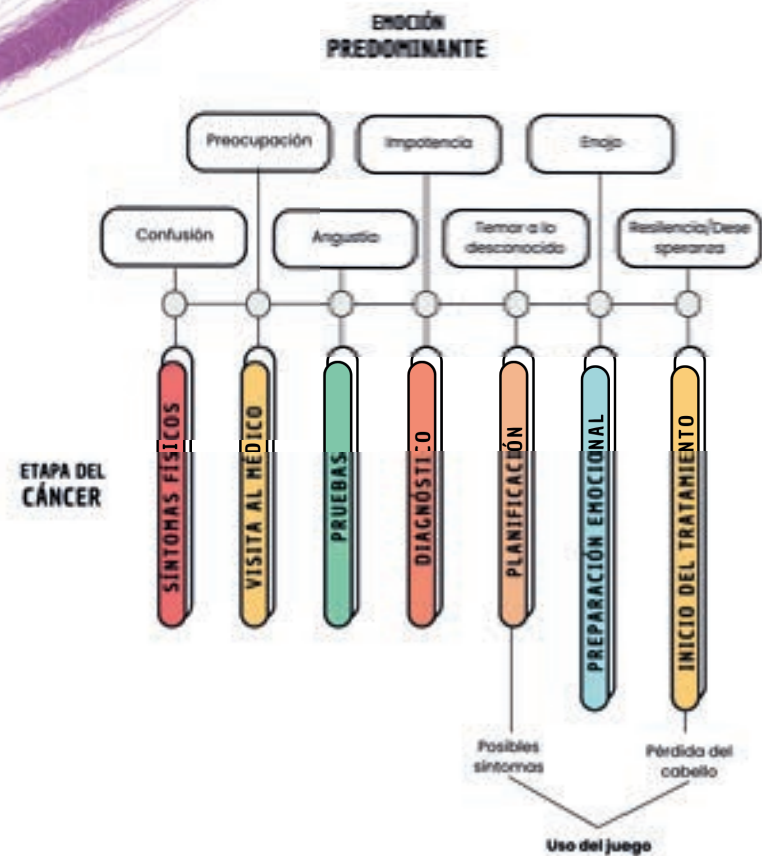 EMOCIÓN
PREDOMINANTE
Preocupación
Impotencia
Enojo
Confusión
Angustia
Temor a lo
desconocido
Resilencia/Dese
speranza
ETAPA DEL
CÁNCER
SÍNTOMAS FÍSICOS
VISITA AL MÉDICO
PRUEBAS
DIAGNÓSTICO
PLANIFICACIÓN
PREPARACIÓN EMOCIONAL
INICIO DEL TRATAMIENTO
Posibles
síntomas
Pérdida del
cabello
Uso del juego